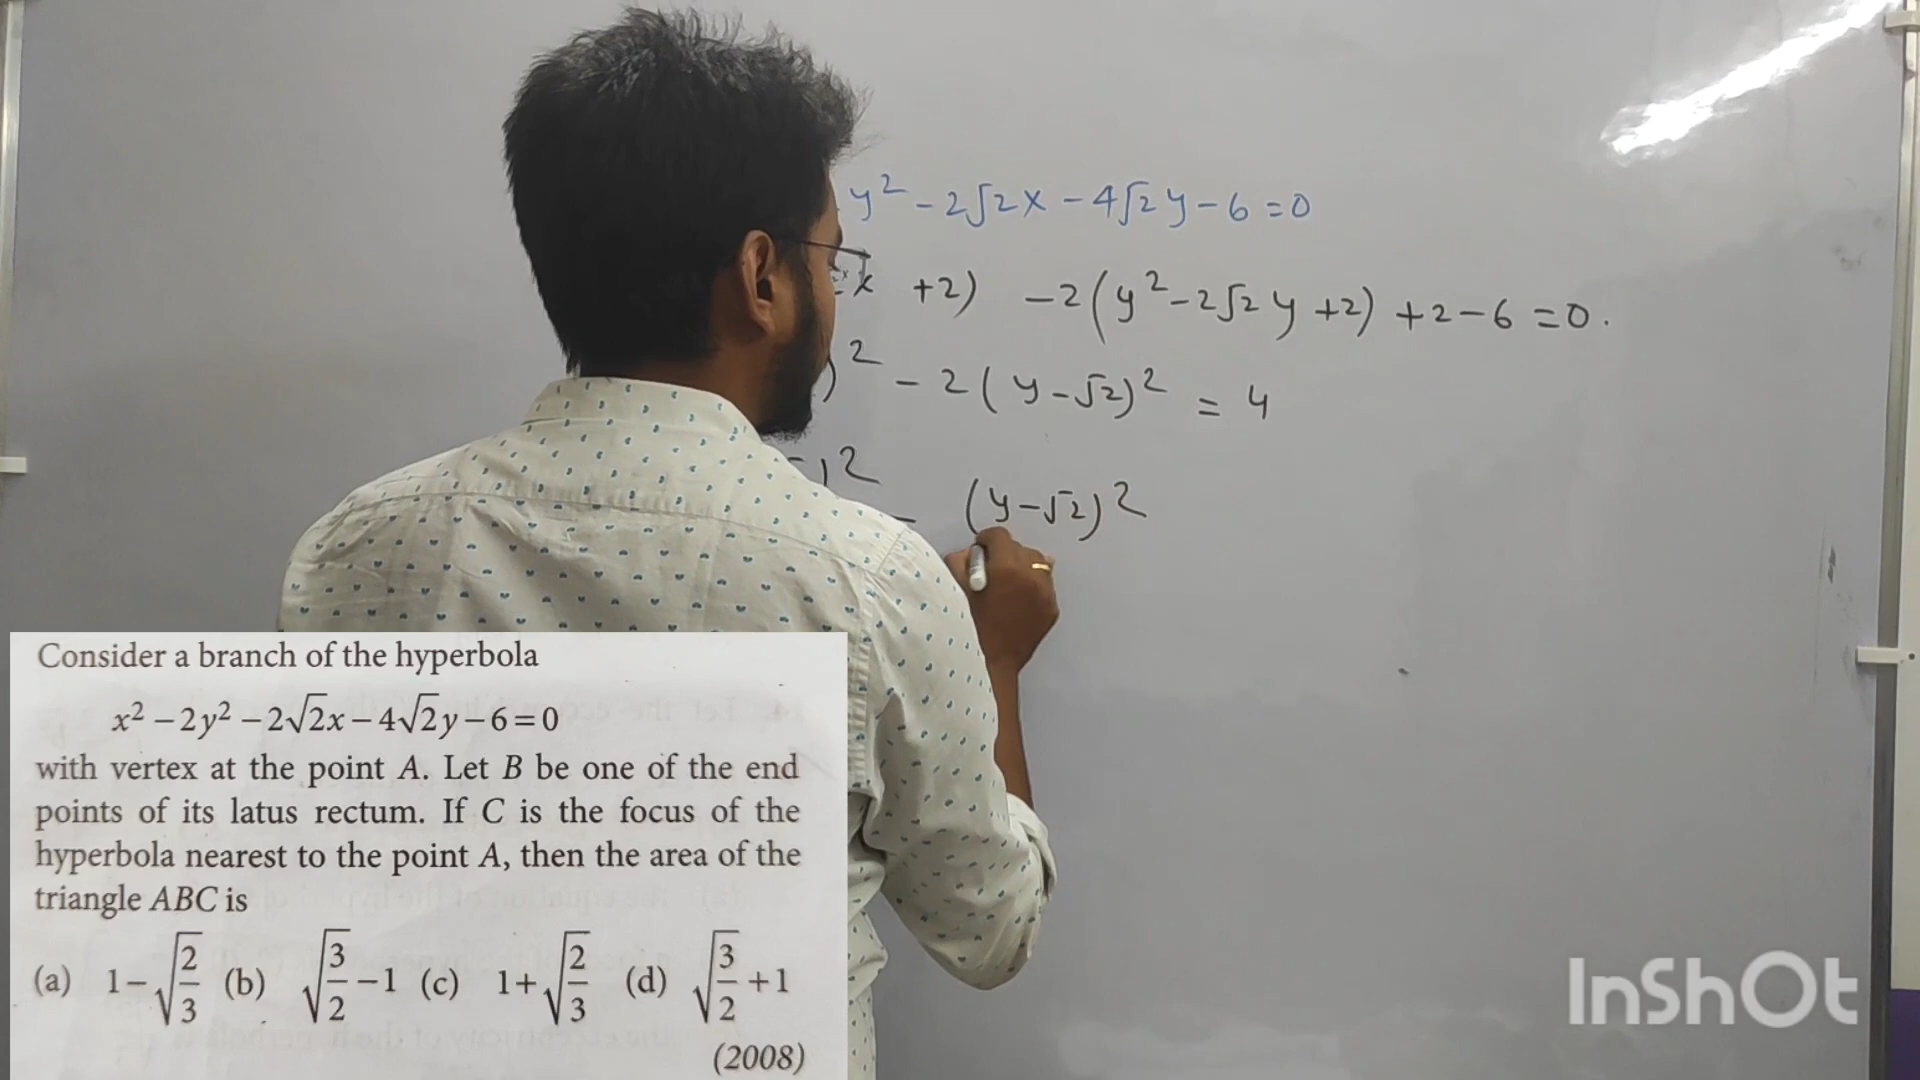 y² - 2√2x - 4√2y - 6 = 0
x + 2) - 2(y² - 2√2y + 2) + 2 - 6 = 0.
)² - 2(y - √2)² = 4
)² - (y - √2)²
Consider a branch of the hyperbola
x² – 2y² – 2√2x – 4√2y – 6 = 0
with vertex at the point A. Let B be one of the end
points of its latus rectum. If C is the focus of the
hyperbola nearest to the point A, then the area of the
triangle ABC is
(a) 1–√(2/3) (b) √(3/2)–1 (c) 1+√(2/3) (d) √(3/2)+1
(2008)
InShOt